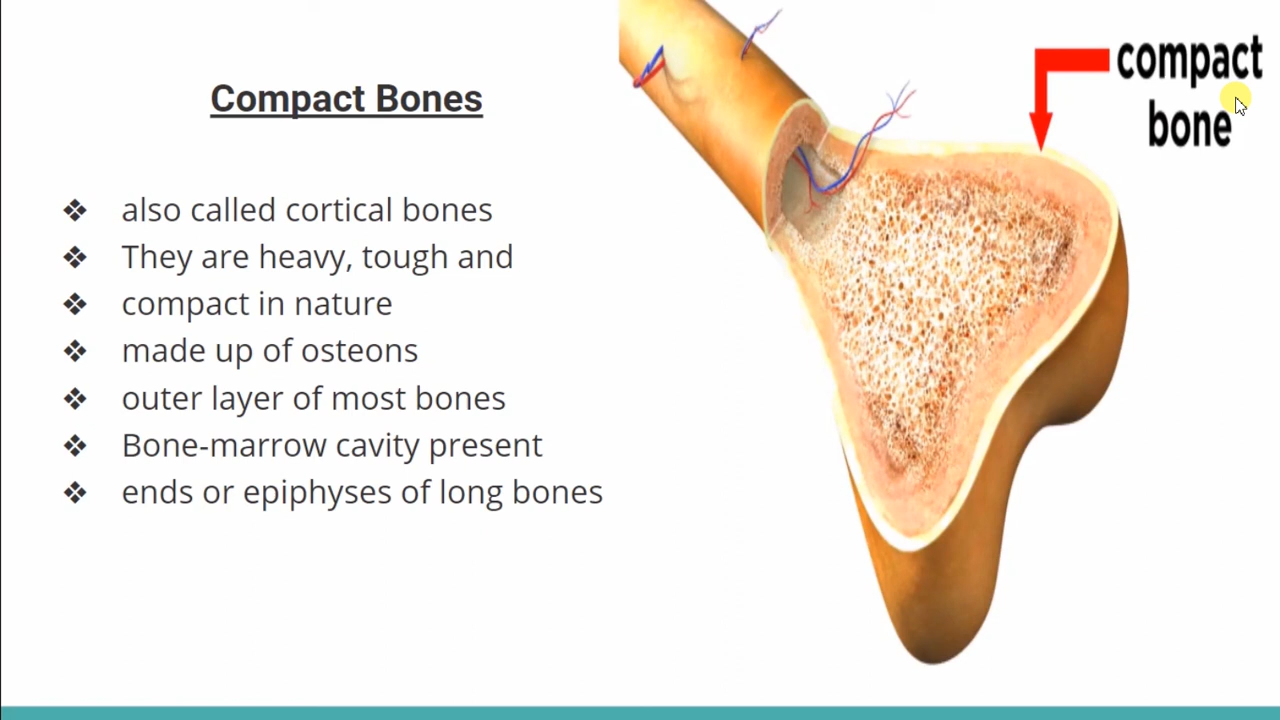 Compact Bones
❖ also called cortical bones
❖ They are heavy, tough and
❖ compact in nature
❖ made up of osteons
❖ outer layer of most bones
❖ Bone-marrow cavity present
❖ ends or epiphyses of long bones
compact
bone